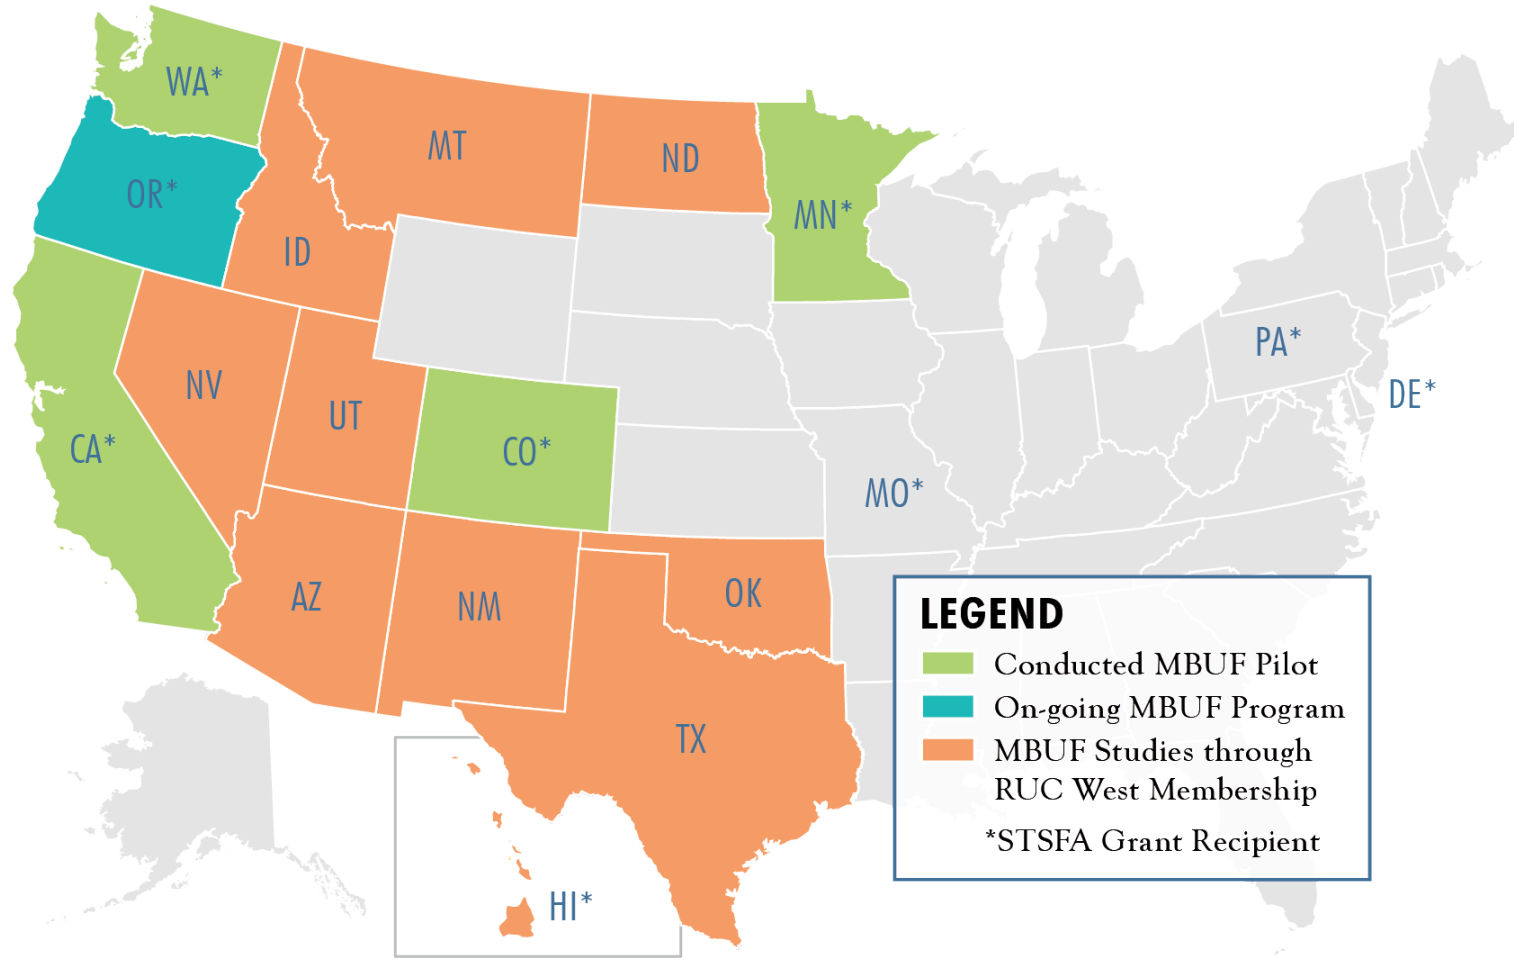 WA*
MT
ND
OR*
MN*
ID
PA*
NV
DE*
UT
CA*
CO*
MO*
AZ
NM
OK
TX
HI*
LEGEND
Conducted MBUF Pilot
On-going MBUF Program
MBUF Studies through
RUC West Membership
*STSFA Grant Recipient